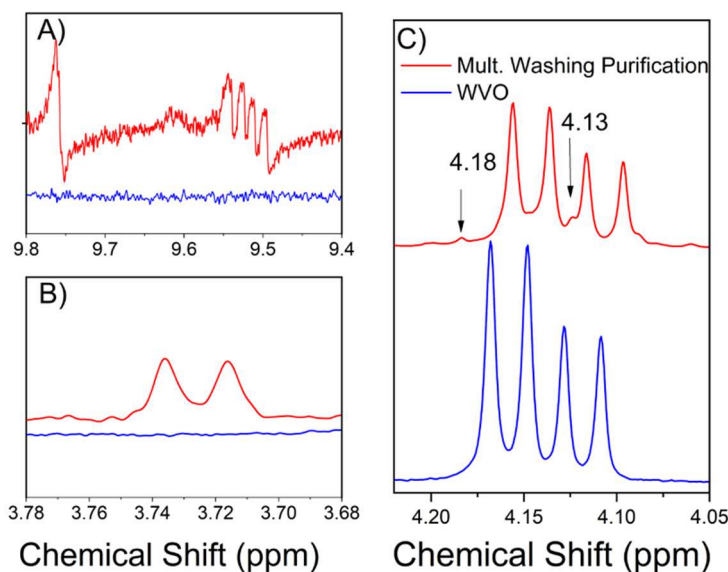 A)
9.8 9.7 9.6 9.5 9.4
B)
3.78 3.76 3.74 3.72 3.70 3.68
Chemical Shift (ppm)
C)
Mult. Washing Purification
WVO
4.13
4.18
4.20 4.15 4.10 4.05
Chemical Shift (ppm)